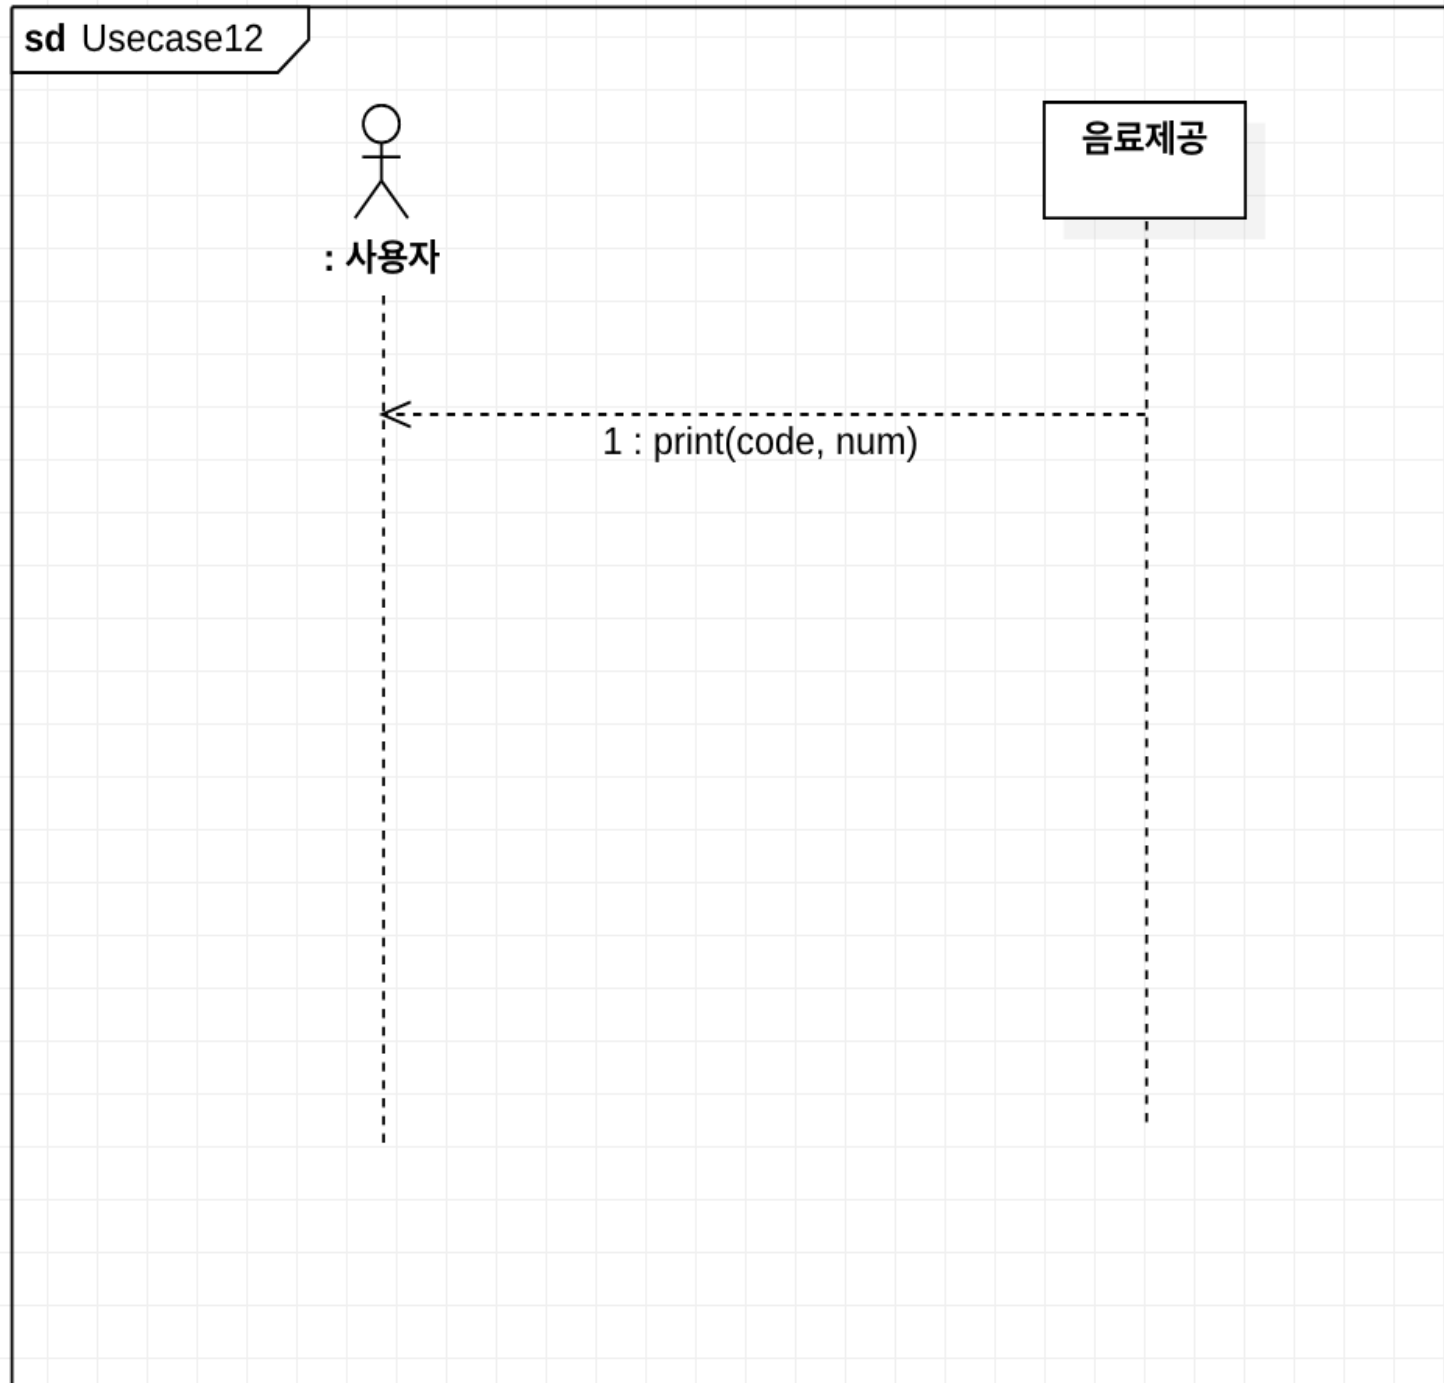 sd Usecase12
음료제공
: 사용자
1 : print(code, num)